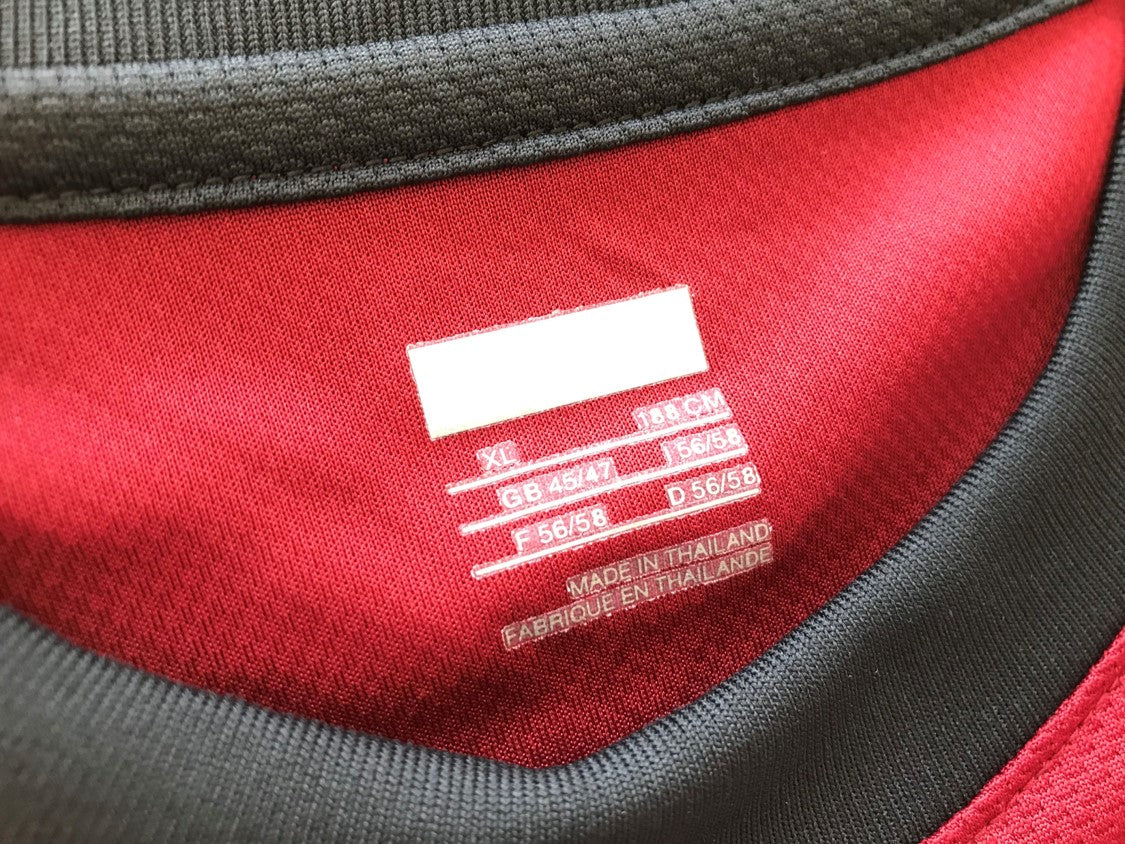 XL 188 CM
GB 45/47 I 56/58
F 56/58 D 56/58
MADE IN THAILAND
FABRIQUE EN THAILANDE